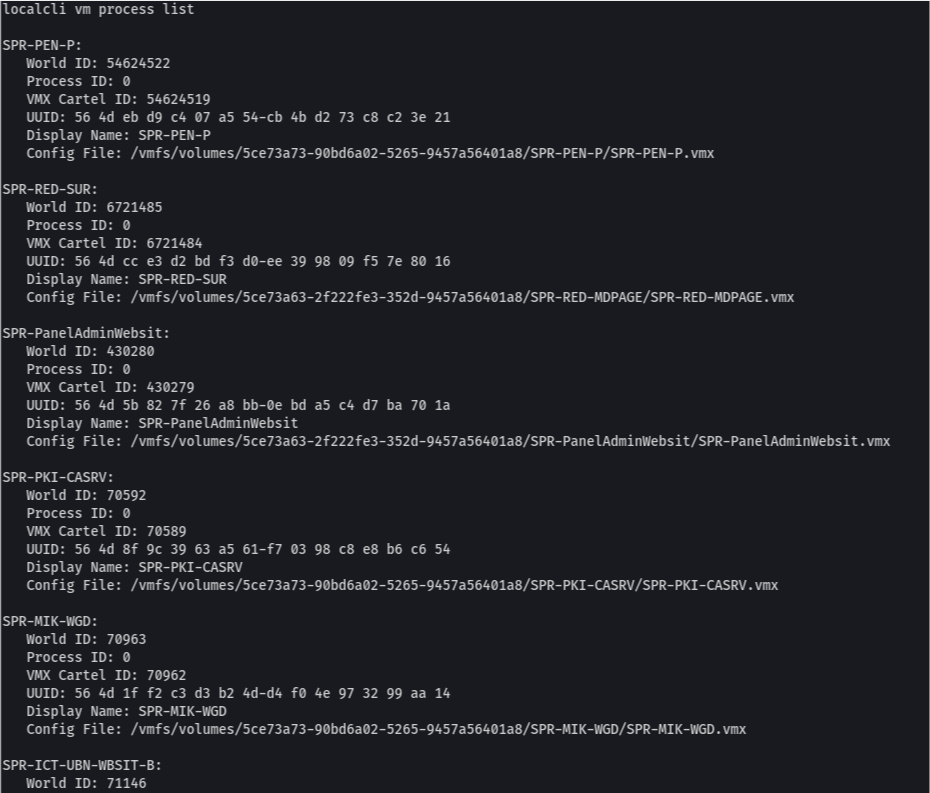 localcli vm process list
SPR-PEN-P:
World ID: 54624522
Process ID: 0
VMX Cartel ID: 54624519
UUID: 56 4d eb d9 c4 07 a5 54-cb 4b d2 73 c8 c2 3e 21
Display Name: SPR-PEN-P
Config File: /vmfs/volumes/5ce73a73-90bd6a02-5265-9457a56401a8/SPR-PEN-P/SPR-PEN-P.vmx
SPR-RED-SUR:
World ID: 6721485
Process ID: 0
VMX Cartel ID: 6721484
UUID: 56 4d cc e3 d2 bd f3 d0-ee 39 98 09 f5 7e 80 16
Display Name: SPR-RED-SUR
Config File: /vmfs/volumes/5ce73a63-2f222fe3-352d-9457a56401a8/SPR-RED-MDPAGE/SPR-RED-MDPAGE.vmx
SPR-PanelAdminWebsit:
World ID: 430280
Process ID: 0
VMX Cartel ID: 430279
UUID: 56 4d 5b 82 7f 26 a8 bb-0e bd a5 c4 d7 ba 70 1a
Display Name: SPR-PanelAdminWebsit
Config File: /vmfs/volumes/5ce73a63-2f222fe3-352d-9457a56401a8/SPR-PanelAdminWebsit/SPR-PanelAdminWebsit.vmx
SPR-PKI-CASRV:
World ID: 70592
Process ID: 0
VMX Cartel ID: 70589
UUID: 56 4d 8f 9c 39 63 a5 61-f7 03 98 c8 e8 b6 c6 54
Display Name: SPR-PKI-CASRV
Config File: /vmfs/volumes/5ce73a73-90bd6a02-5265-9457a56401a8/SPR-PKI-CASRV/SPR-PKI-CASRV.vmx
SPR-MIK-WGD:
World ID: 70963
Process ID: 0
VMX Cartel ID: 70962
UUID: 56 4d 1f f2 c3 d3 b2 4d-d4 f0 4e 97 32 99 aa 14
Display Name: SPR-MIK-WGD
Config File: /vmfs/volumes/5ce73a73-90bd6a02-5265-9457a56401a8/SPR-MIK-WGD/SPR-MIK-WGD.vmx
SPR-ICT-UBN-WBSIT-B:
World ID: 71146